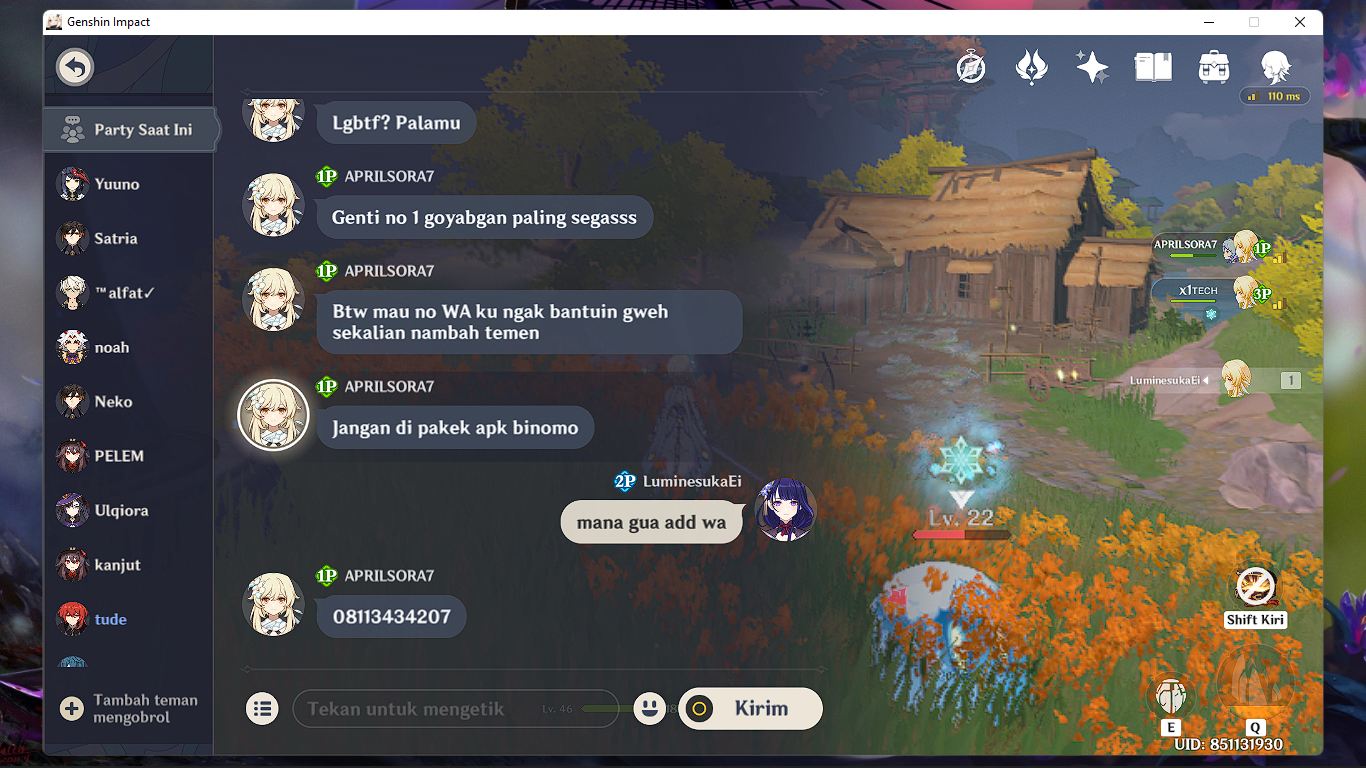 Genshin Impact
110 ms
Party Saat Ini
Yuuno
Satria
™alfat✓
noah
Neko
PELEM
Ulqiora
kanjut
tude
Tambah teman
mengobrol
Lgbtf? Palamu
1P APRILSORA7
Genti no 1 goyabgan paling segasss
1P APRILSORA7
Btw mau no WA ku ngak bantuin gweh
sekalian nambah temen
1P APRILSORA7
Jangan di pakek apk binomo
2P LuminesukaEi
mana gua add wa
1P APRILSORA7
08113434207
Tekan untuk mengetik
Lv. 46
Kirim
APRILSORA7 1P
x1TECH 3P
LuminesukaEi 1
Lv. 22
Shift Kiri
E
Q
UID: 851131930